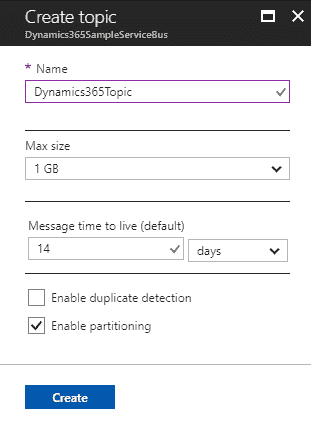 Create topic
Dynamics365SampleServiceBus
* Name
Dynamics365Topic
Max size
1 GB
Message time to live (default)
14 days
Enable duplicate detection
Enable partitioning
Create